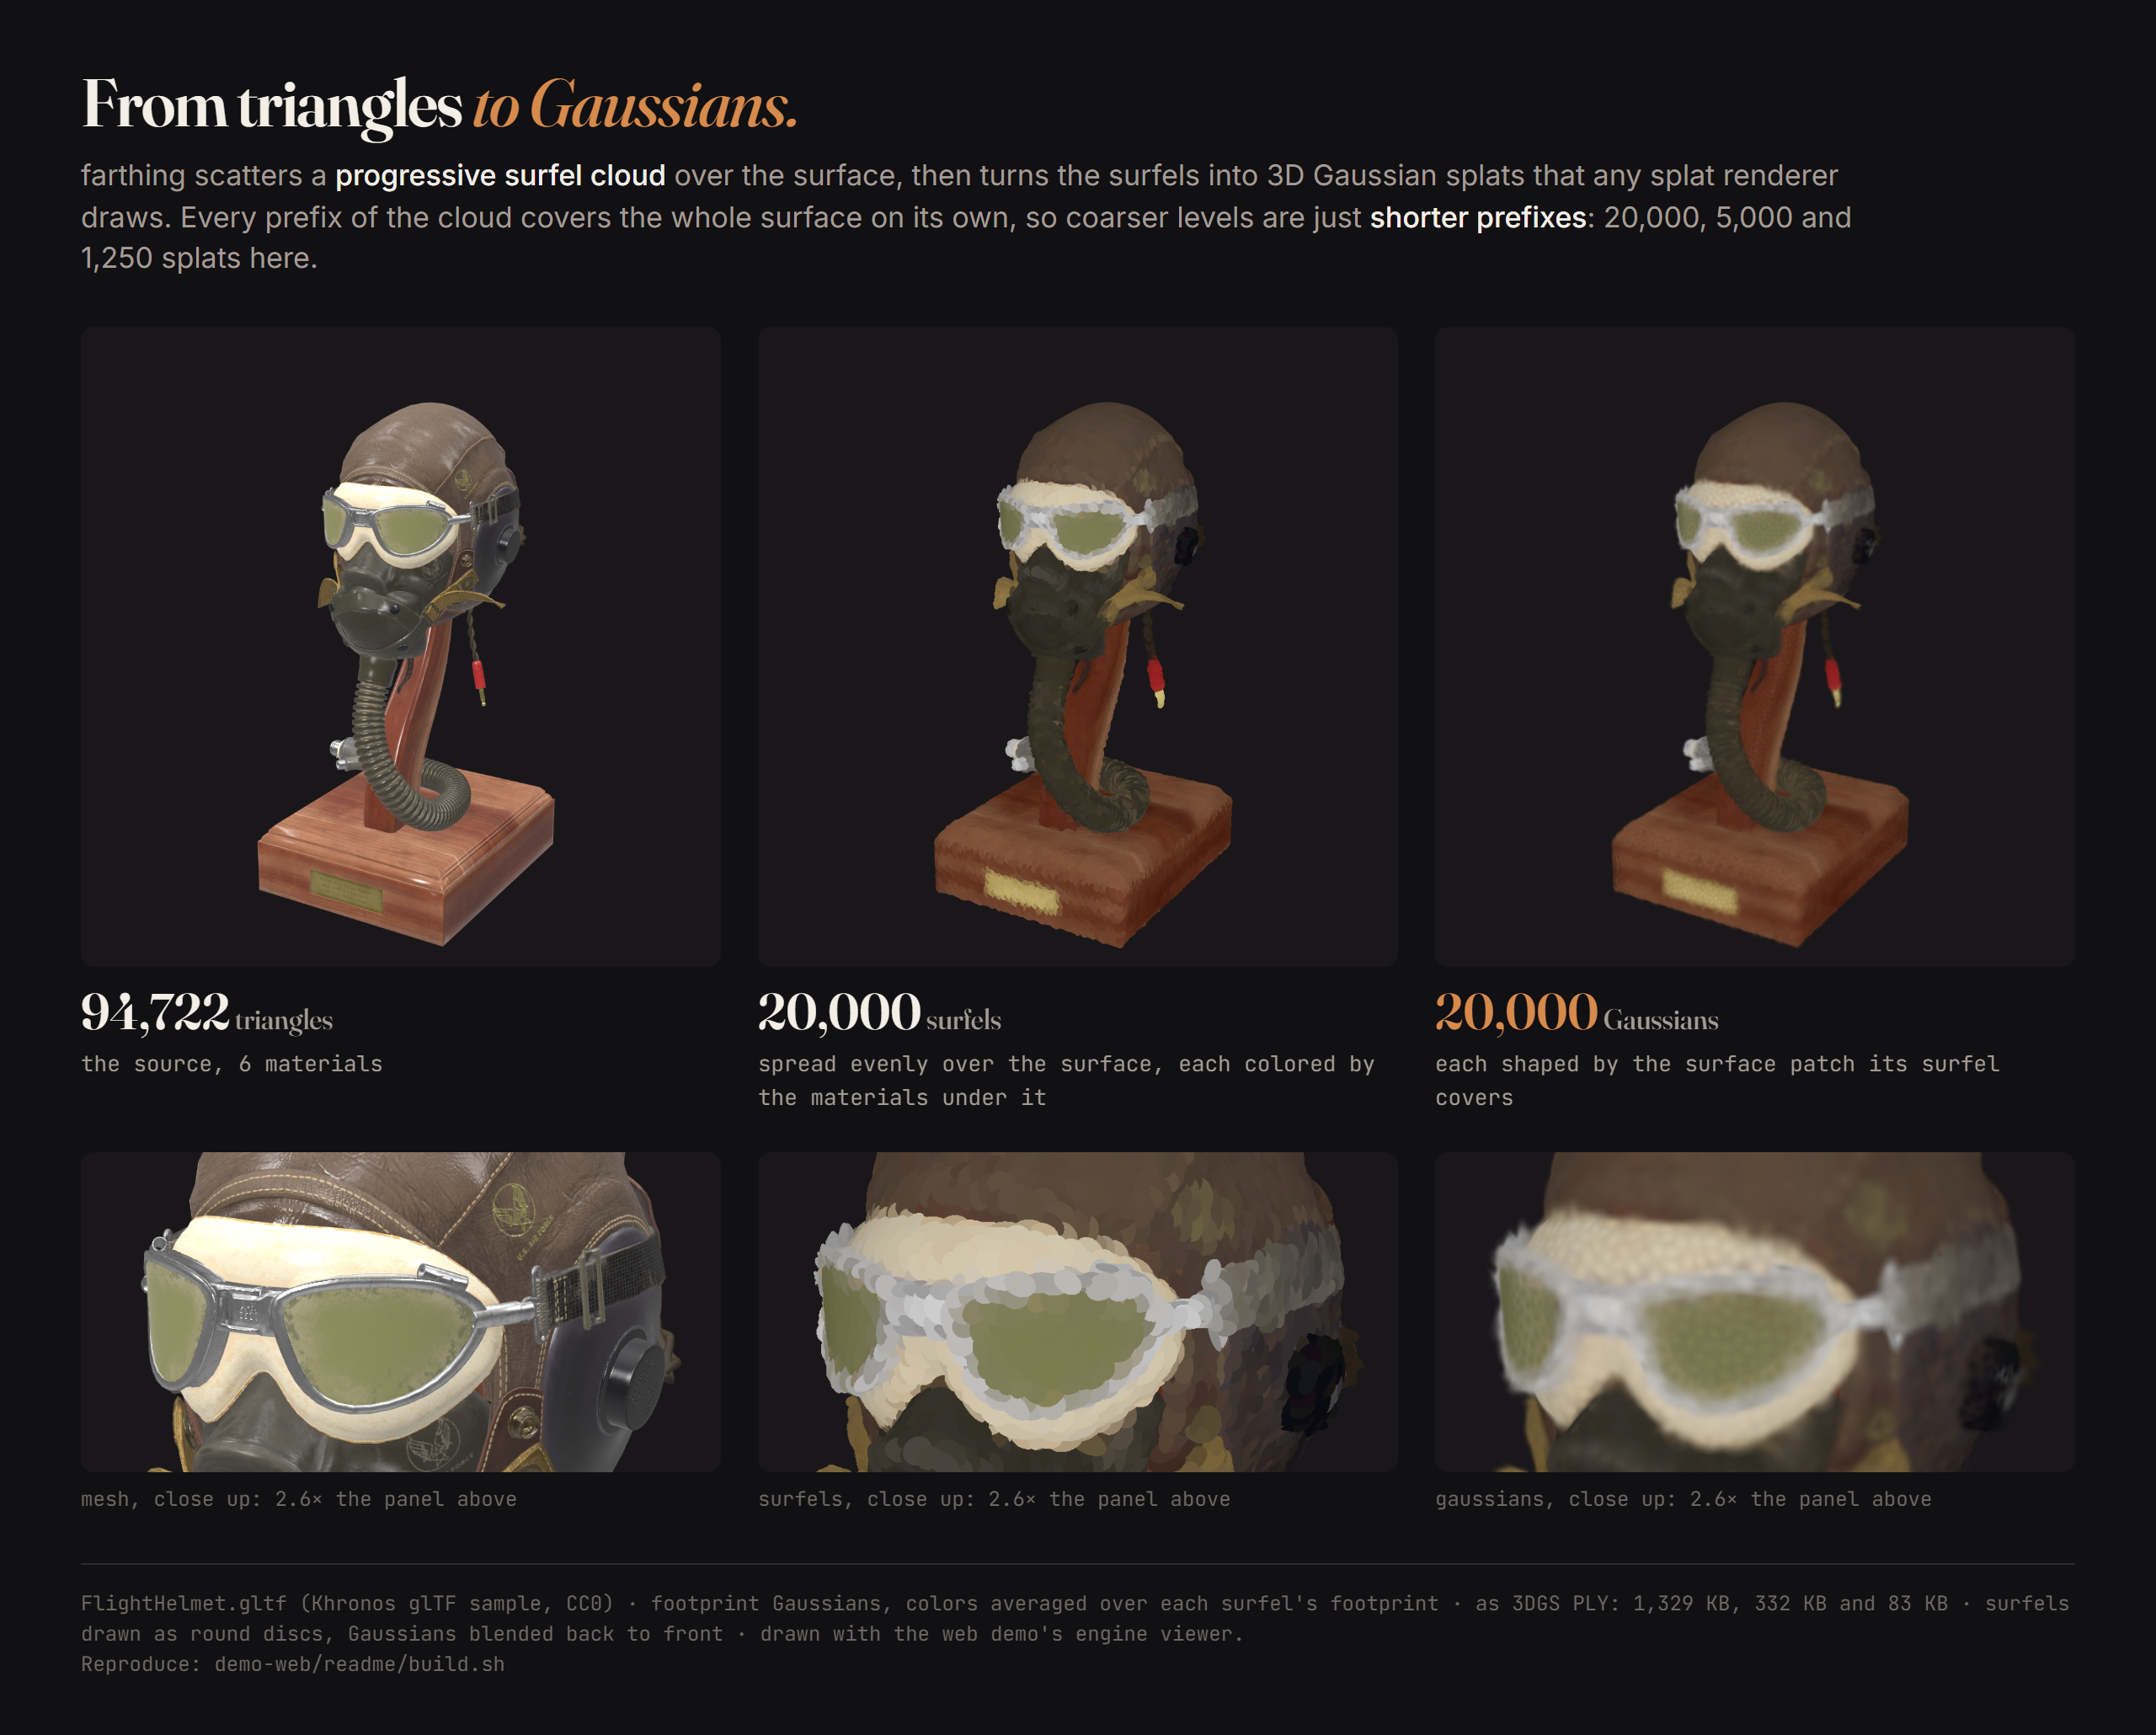 From triangles to Gaussians.
farthing scatters a progressive surfel cloud over the surface, then turns the surfels into 3D Gaussian splats that any splat renderer
draws. Every prefix of the cloud covers the whole surface on its own, so coarser levels are just shorter prefixes: 20,000, 5,000 and
1,250 splats here.
94,722 triangles
the source, 6 materials
20,000 surfels
spread evenly over the surface, each colored by
the materials under it
20,000 Gaussians
each shaped by the surface patch its surfel
covers
mesh, close up: 2.6× the panel above
surfels, close up: 2.6× the panel above
gaussians, close up: 2.6× the panel above
FlightHelmet.gltf (Khronos glTF sample, CC0) · footprint Gaussians, colors averaged over each surfel's footprint · as 3DGS PLY: 1,329 KB, 332 KB and 83 KB · surfels
drawn as round discs, Gaussians blended back to front · drawn with the web demo's engine viewer.
Reproduce: demo-web/readme/build.sh